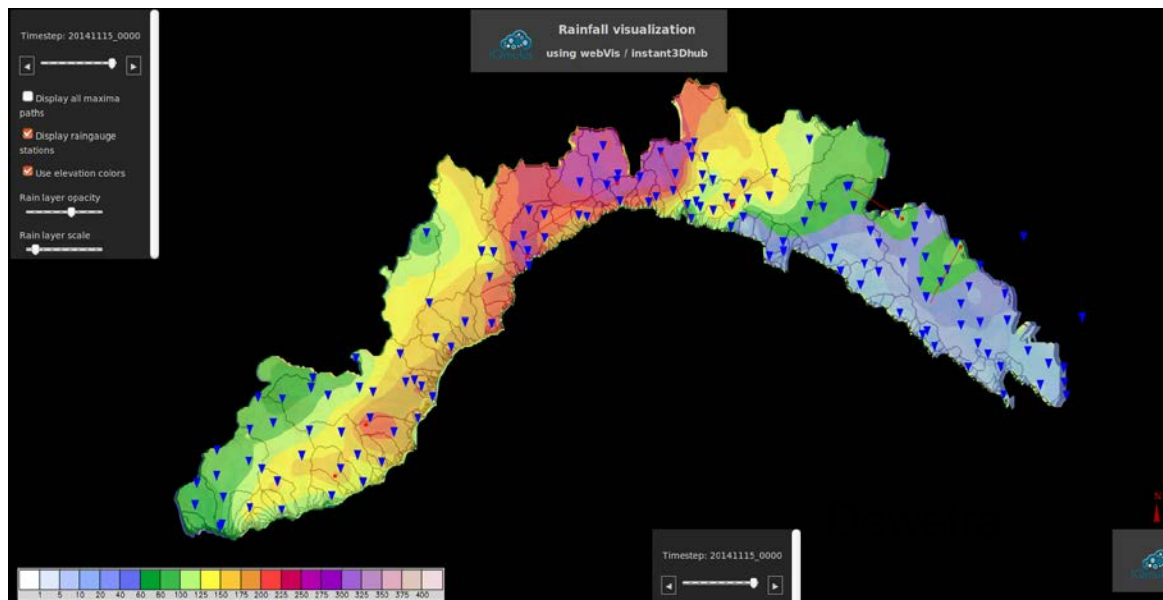 Timestep: 20141115_0000
Display all maxima
paths
Display raingauge
stations
Use elevation colors
Rain layer opacity
Rain layer scale
Rainfall visualization
using webVis / instant3Dhub
Timestep: 20141115_0000
N
1 5 10 20 40 60 80 100 125 150 175 200 225 250 275 300 325 350 375 400